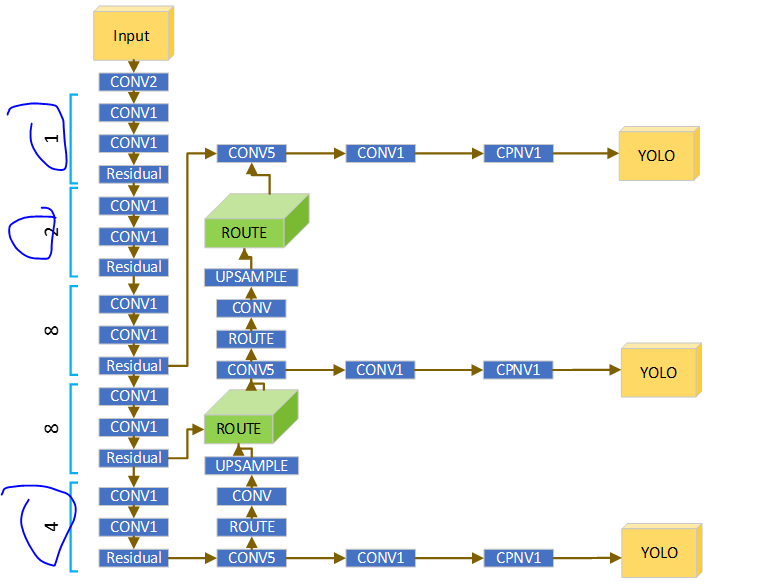 Input
CONV2
CONV1
1
CONV1
CONV5 CONV1 CPNV1 YOLO
Residual
CONV1
2
CONV1
ROUTE
Residual
UPSAMPLE
CONV1
CONV
8
CONV1
ROUTE
Residual
CONV5 CONV1 CPNV1 YOLO
CONV1
8
CONV1
ROUTE
Residual
UPSAMPLE
CONV1
CONV
4
CONV1
ROUTE
Residual
CONV5 CONV1 CPNV1 YOLO